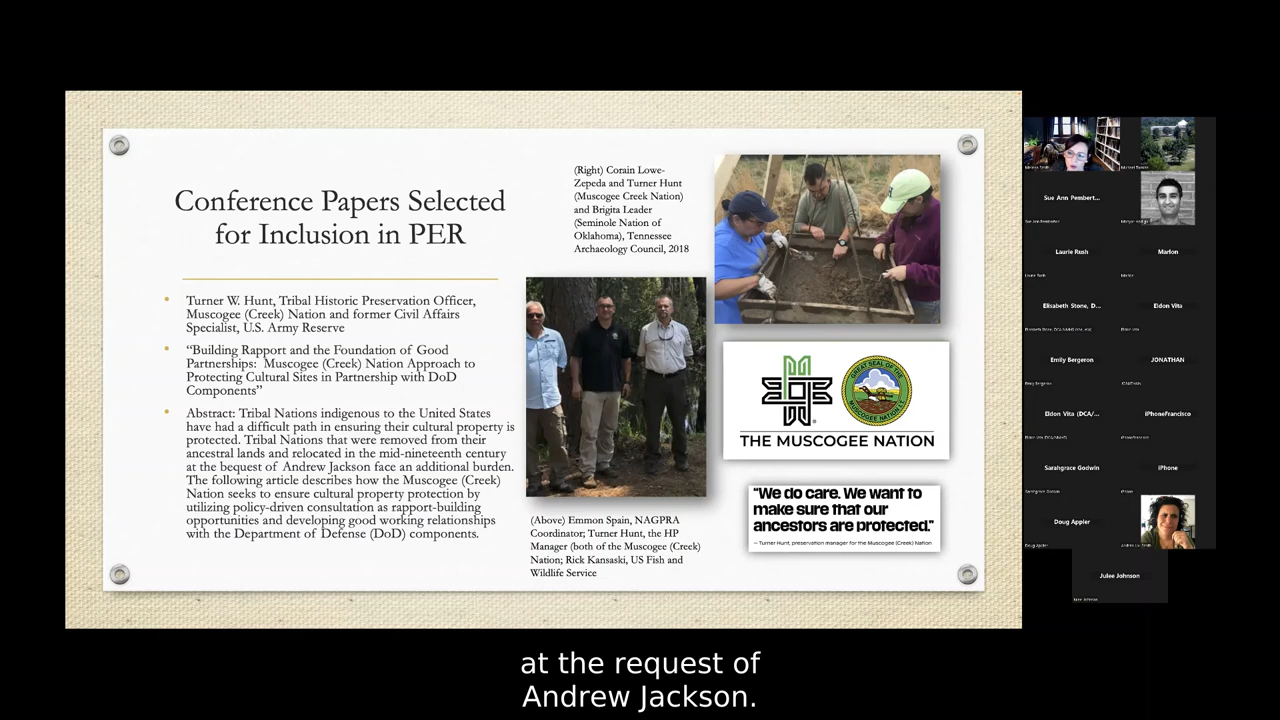 Conference Papers Selected
for Inclusion in PER
Turner W. Hunt, Tribal Historic Preservation Officer,
Muscogee (Creek) Nation and former Civil Affairs
Specialist, U.S. Army Reserve
“Building Rapport and the Foundation of Good
Partnerships: Muscogee (Creek) Nation Approach to
Protecting Cultural Sites in Partnership with DoD
Components”
Abstract: Tribal Nations indigenous to the United States
have had a difficult path in ensuring their cultural property is
protected. Tribal Nations that were removed from their
ancestral lands and relocated in the mid-nineteenth century
at the bequest of Andrew Jackson face an additional burden.
The following article describes how the Muscogee (Creek)
Nation seeks to ensure cultural property protection by
utilizing policy-driven consultation as rapport-building
opportunities and developing good working relationships
with the Department of Defense (DoD) components.
(Right) Corain Lowe-
Zepeda and Turner Hunt
(Muscogee Creek Nation)
and Brigita Leader
(Seminole Nation of
Oklahoma), Tennessee
Archaeology Council, 2018
(Above) Emmon Spain, NAGPRA
Coordinator; Turner Hunt, the HP
Manager (both of the Muscogee (Creek)
Nation; Rick Kansaski, US Fish and
Wildlife Service
GREAT SEAL OF THE
MUSCOGEE NATION
THE MUSCOGEE NATION
“We do care. We want to
make sure that our
ancestors are protected.”
– Turner Hunt, preservation manager for the Muscogee (Creek) Nation
Sue Ann Pembert...
Laurie Rush
Marlon
Elisabeth Stone, D...
Eldon Vita
Emily Bergeron
JONATHAN
Eldon Vita (DCA/...
iPhoneFrancisco
Sarahgrace Godwin
iPhone
Doug Appler
Julee Johnson
at the request of
Andrew Jackson.